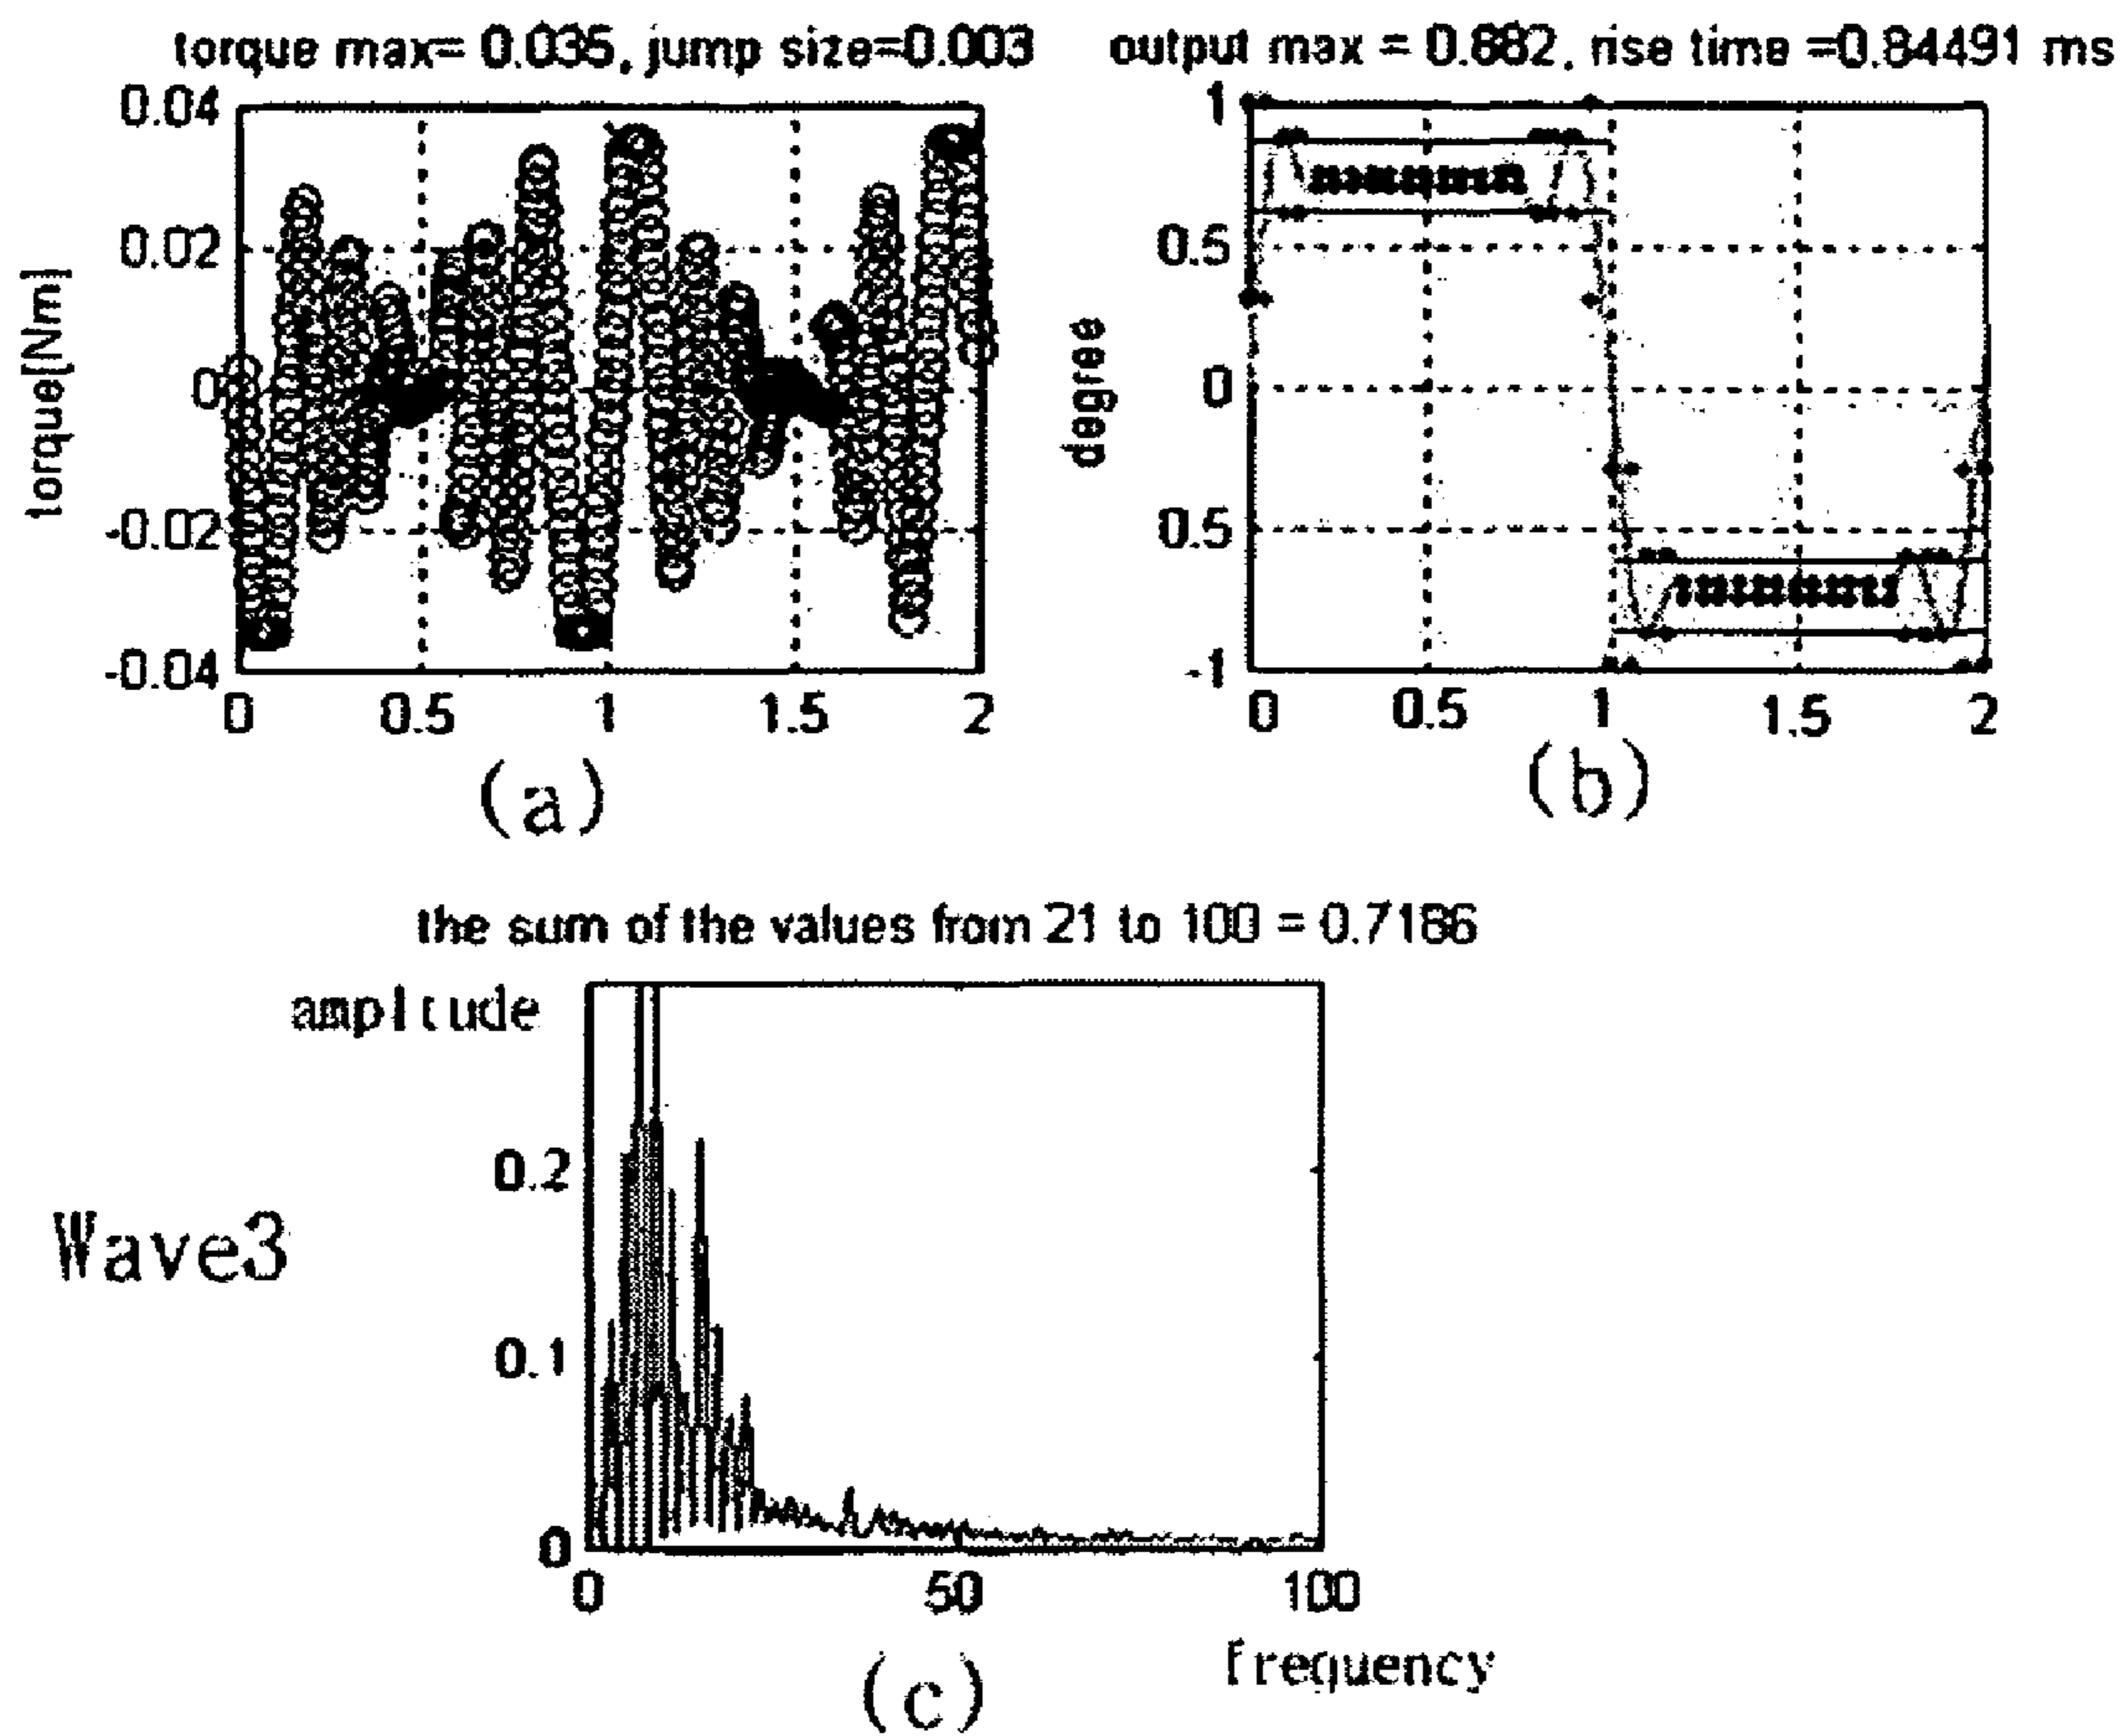 torque max= 0.035, jump size=0.003
0.04
0.02
0
-0.02
-0.04
torque[Nm]
0
0.5
1
1.5
2
(a)
output max = 0.882, rise time =0.84491 ms
1
0.5
0
0.5
-1
degree
0
0.5
1
1.5
2
(b)
the sum of the values from 21 to 100 = 0.7186
amplitude
0.2
0.1
0
Wave3
0
50
100
frequency
(c)